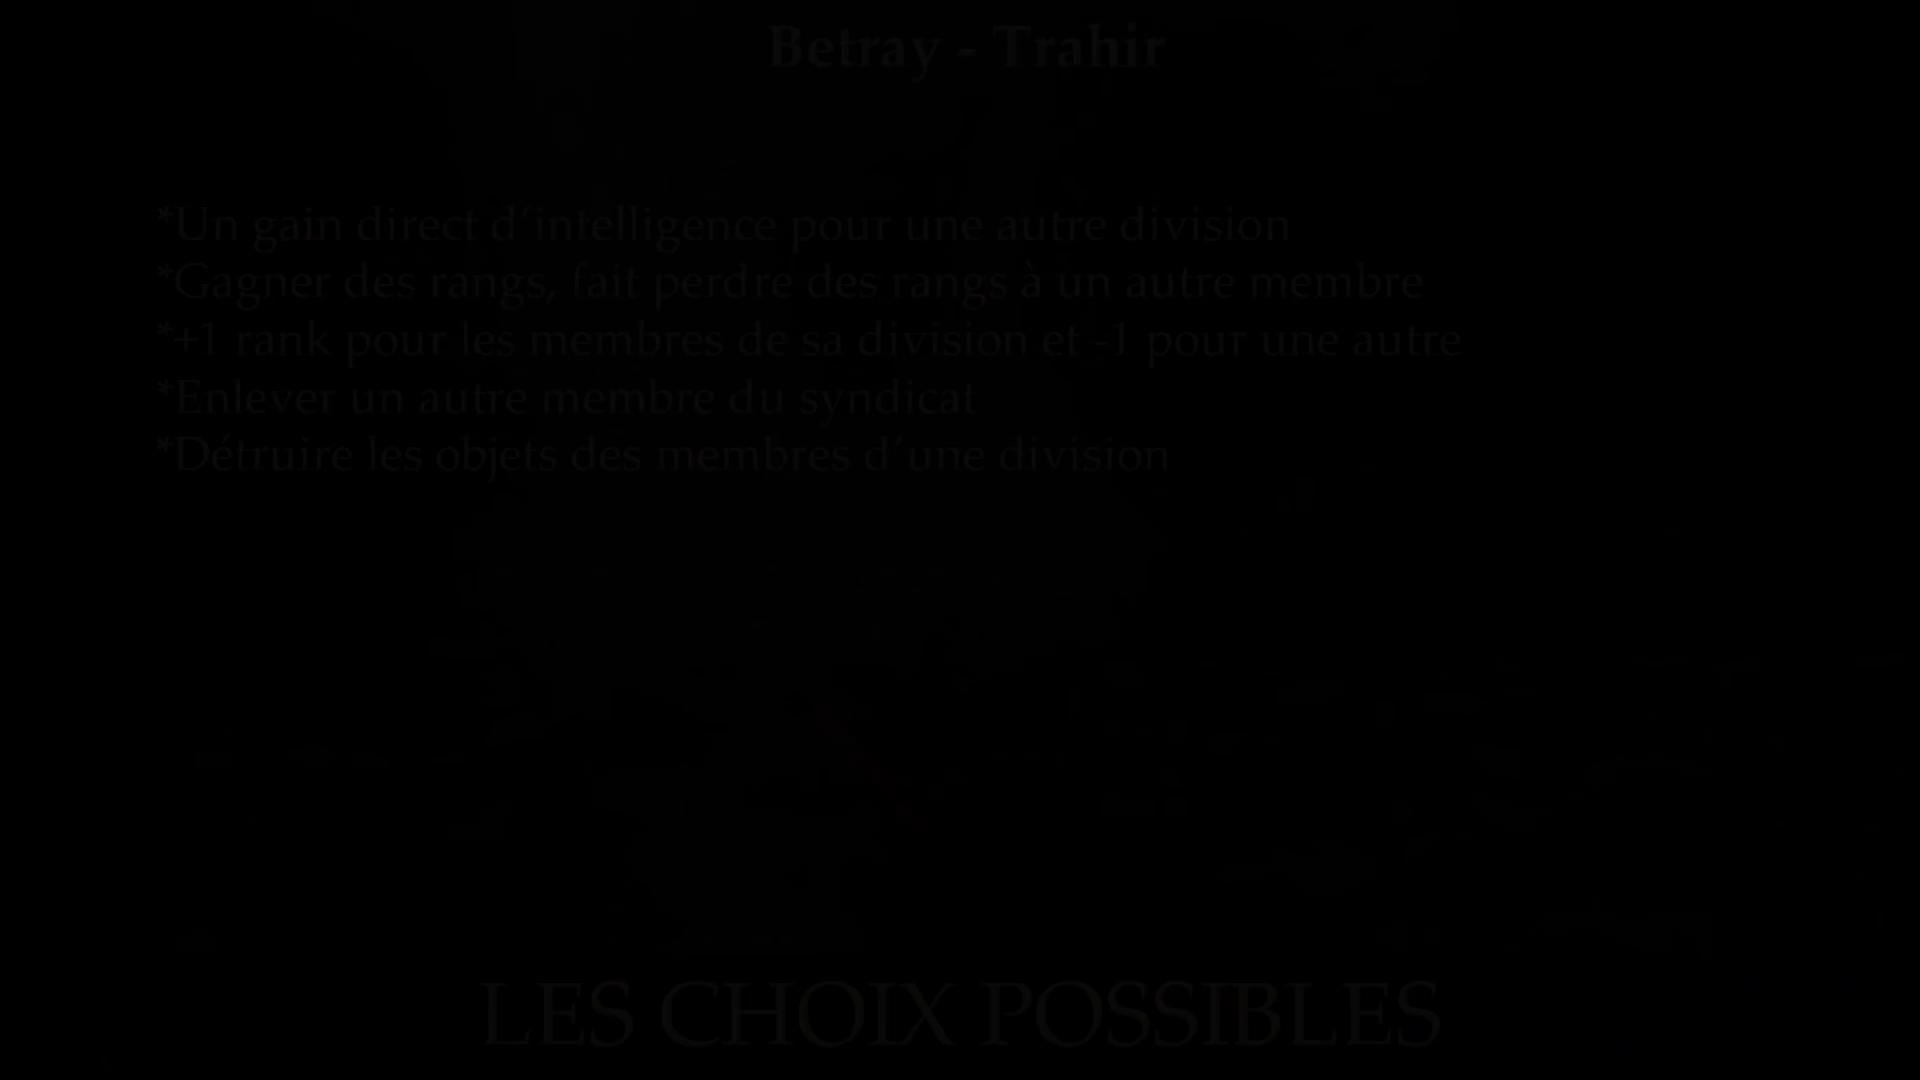 Betray - Trahir
*Un gain direct d’intelligence pour une autre division
*Gagner des rangs, fait perdre des rangs à un autre membre
*+1 rank pour les membres de sa division et -1 pour une autre
*Enlever un autre membre du syndicat
*Détruire les objets des membres d’une division
LES CHOIX POSSIBLES